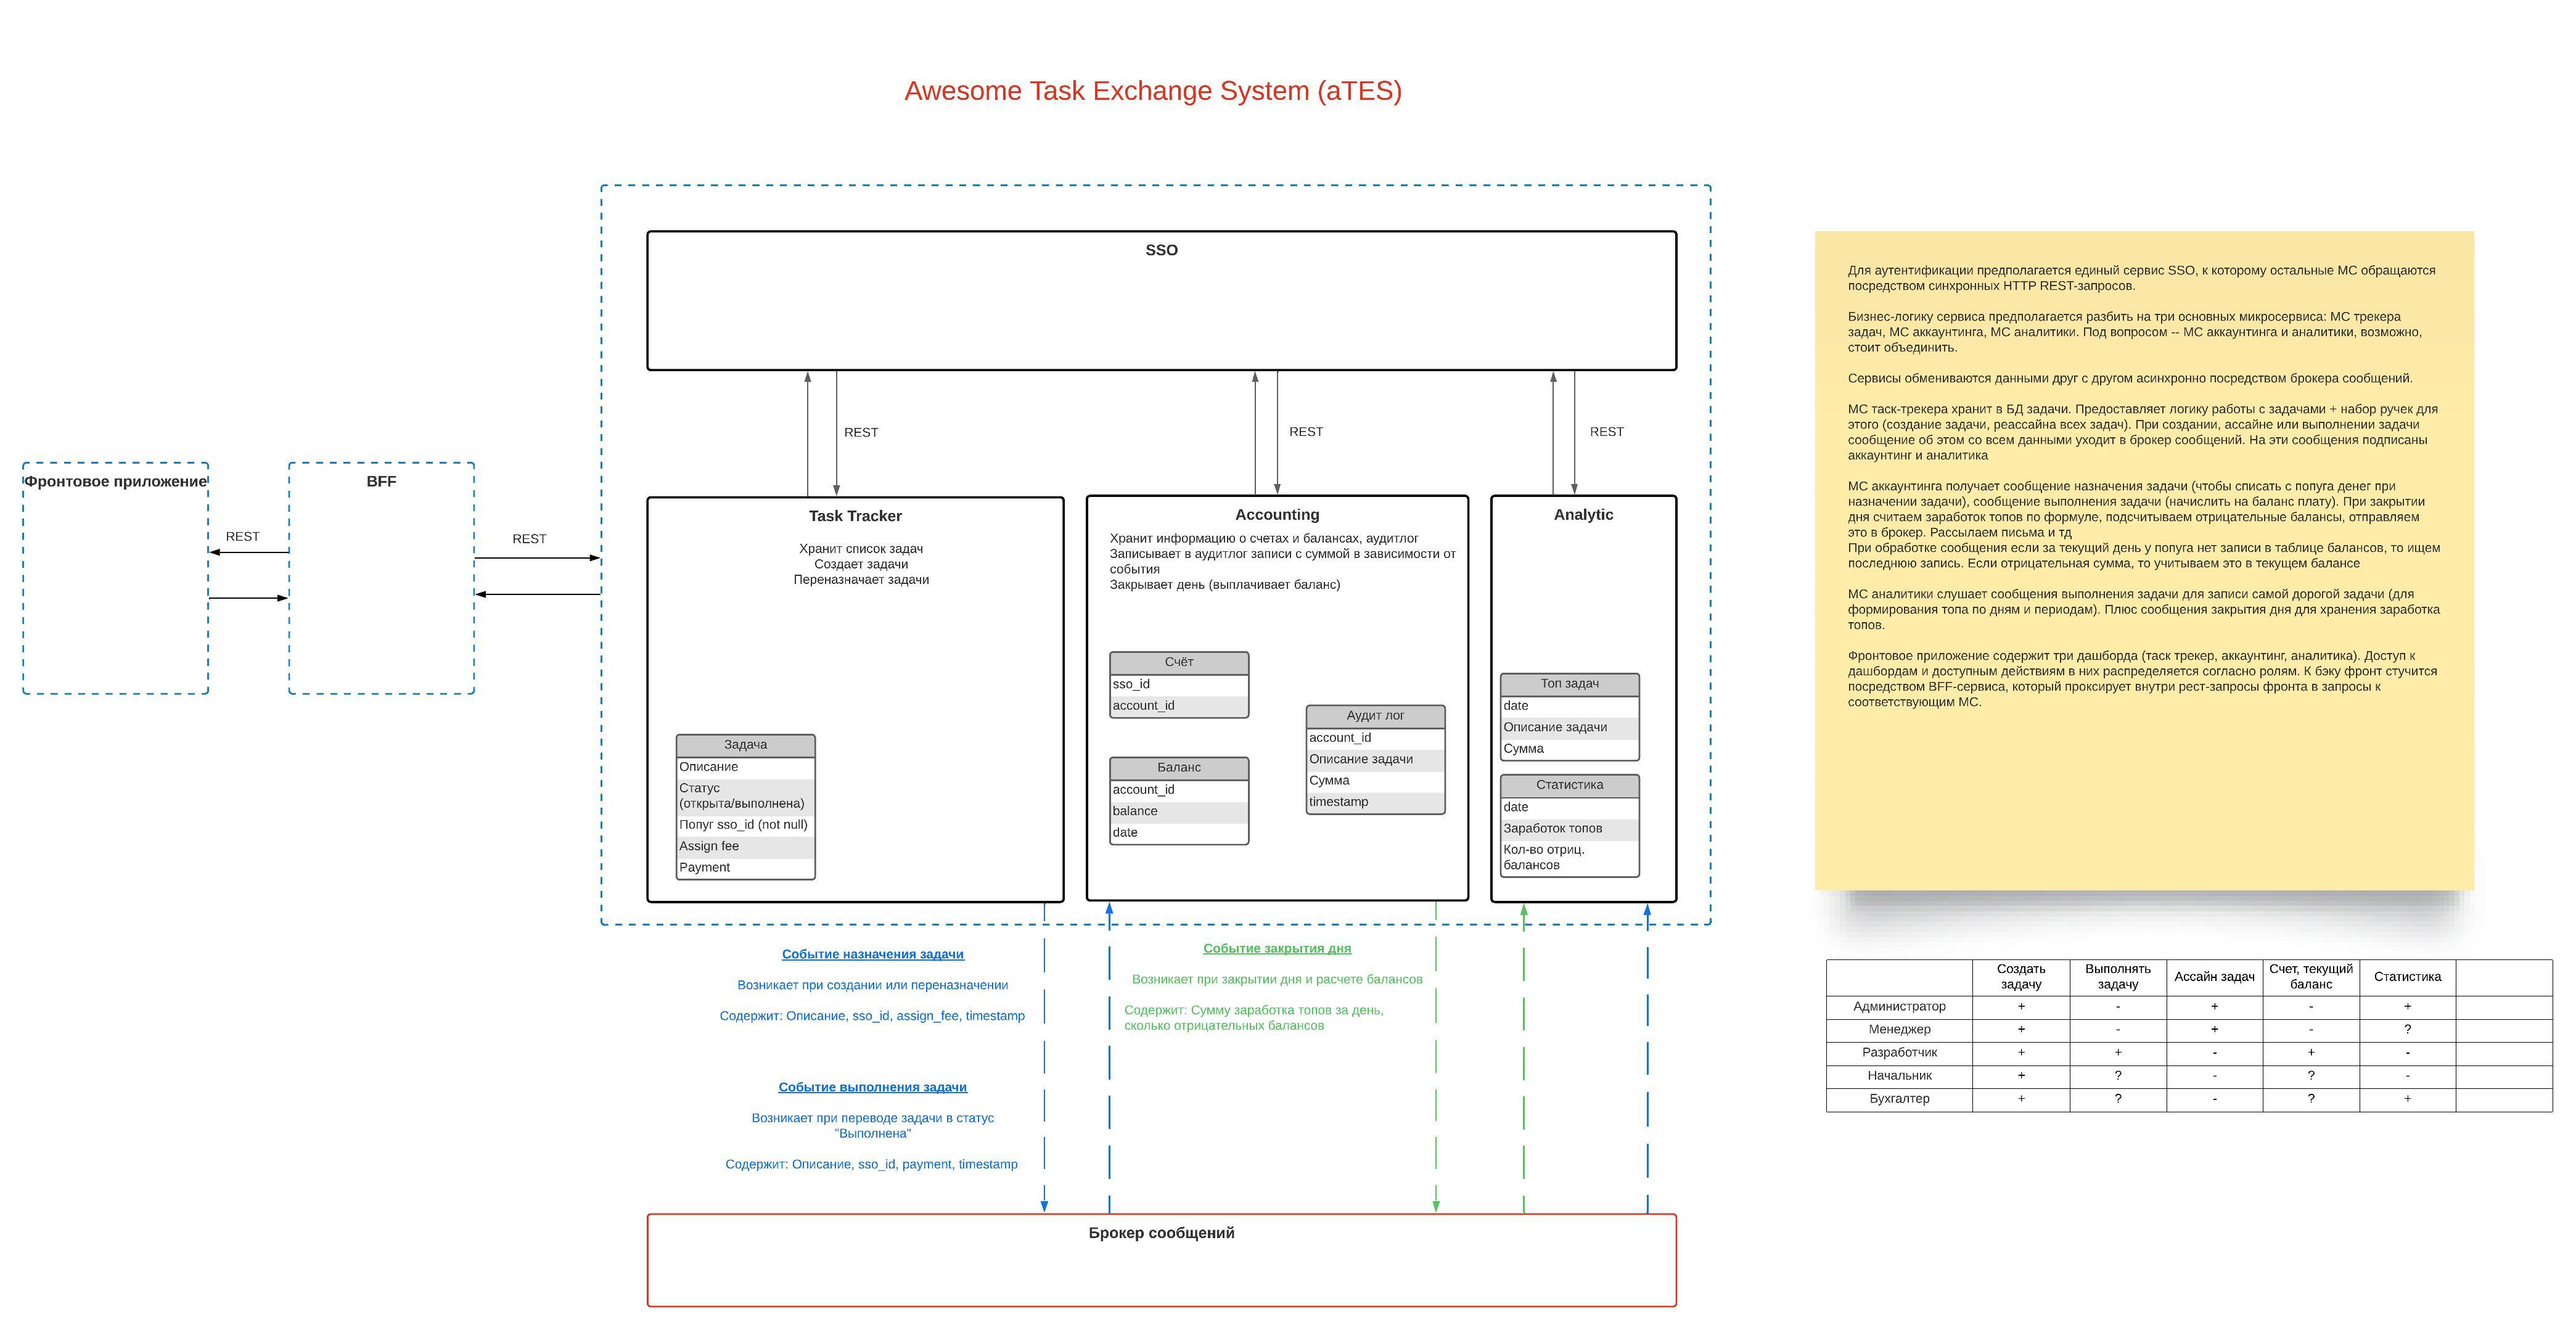 Awesome Task Exchange System (aTES)
SSO
REST
REST
REST
Фронтовое приложение
REST
BFF
REST
Task Tracker
Хранит список задач
Создает задачи
Переназначает задачи
Задача
Описание
Статус
(открыта/выполнена)
Попуг sso_id (not null)
Assign fee
Payment
Accounting
Хранит информацию о счетах и балансах, аудитлог
Записывает в аудитлог записи с суммой в зависимости от
события
Закрывает день (выплачивает баланс)
Счёт
sso_id
account_id
Баланс
account_id
balance
date
Аудит лог
account_id
Описание задачи
Сумма
timestamp
Analytic
Топ задач
date
Описание задачи
Сумма
Статистика
date
Заработок топов
Кол-во отриц.
балансов
Событие назначения задачи
Возникает при создании или переназначении
Содержит: Описание, sso_id, assign_fee, timestamp
Событие выполнения задачи
Возникает при переводе задачи в статус
"Выполнена"
Содержит: Описание, sso_id, payment, timestamp
Событие закрытия дня
Возникает при закрытии дня и расчете балансов
Содержит: Сумму заработка топов за день,
сколько отрицательных балансов
Брокер сообщений
Для аутентификации предполагается единый сервис SSO, к которому остальные МС обращаются
посредством синхронных HTTP REST-запросов.
Бизнес-логику сервиса предполагается разбить на три основных микросервиса: МС трекера
задач, МС аккаунтинга, МС аналитики. Под вопросом -- МС аккаунтинга и аналитики, возможно,
стоит объединить.
Сервисы обмениваются данными друг с другом асинхронно посредством брокера сообщений.
МС таск-трекера хранит в БД задачи. Предоставляет логику работы с задачами + набор ручек для
этого (создание задачи, реассайна всех задач). При создании, ассайне или выполнении задачи
сообщение об этом со всем данными уходит в брокер сообщений. На эти сообщения подписаны
аккаунтинг и аналитика
МС аккаунтинга получает сообщение назначения задачи (чтобы списать с попуга денег при
назначении задачи), сообщение выполнения задачи (начислить на баланс плату). При закрытии
дня считаем заработок топов по формуле, подсчитываем отрицательные балансы, отправляем
это в брокер. Рассылаем письма и тд
При обработке сообщения если за текущий день у попуга нет записи в таблице балансов, то ищем
последнюю запись. Если отрицательная сумма, то учитываем это в текущем балансе
МС аналитики слушает сообщения выполнения задачи для записи самой дорогой задачи (для
формирования топа по дням и периодам). Плюс сообщения закрытия дня для хранения заработка
топов.
Фронтовое приложение содержит три дашборда (таск трекер, аккаунтинг, аналитика). Доступ к
дашбордам и доступным действиям в них распределяется согласно ролям. К бэку фронт стучится
посредством BFF-сервиса, который проксирует внутри рест-запросы фронта в запросы к
соответствующим МС.
Создать задачу Выполнять задачу Ассайн задач Счет, текущий баланс Статистика
Администратор + - + - +
Менеджер + - + - ?
Разработчик + + - + -
Начальник + ? - ? -
Бухгалтер + ? - ? +